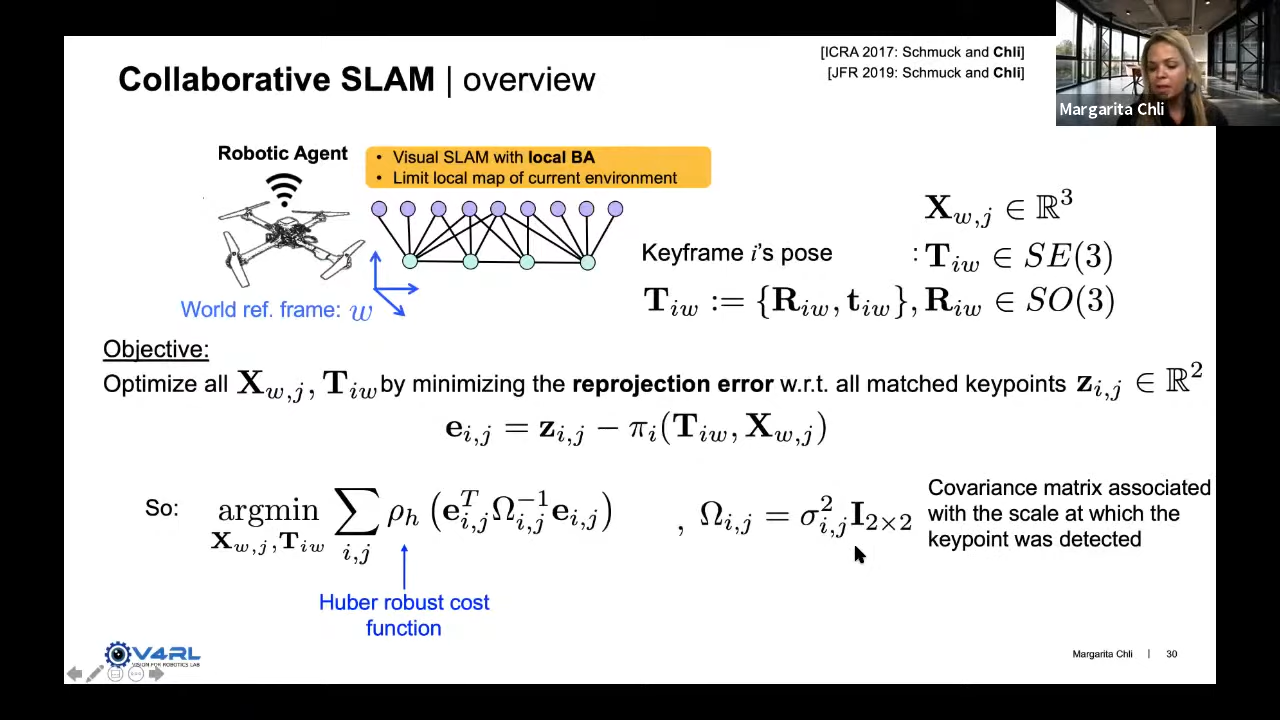 [ICRA 2017: Schmuck and Chli]
[JFR 2019: Schmuck and Chli]
Margarita Chli
Collaborative SLAM | overview
Robotic Agent
• Visual SLAM with local BA
• Limit local map of current environment
World ref. frame: w
X_{w,j} ∈ ℝ³
Keyframe i's pose : T_{iw} ∈ SE(3)
T_{iw} := {R_{iw}, t_{iw}}, R_{iw} ∈ SO(3)
Objective:
Optimize all X_{w,j}, T_{iw} by minimizing the reprojection error w.r.t. all matched keypoints z_{i,j} ∈ ℝ²
e_{i,j} = z_{i,j} − π_i(T_{iw}, X_{w,j})
So: argmin_{X_{w,j},T_{iw}} ∑_{i,j} ρ_h (e_{i,j}^T Ω_{i,j}^{-1} e_{i,j}) , Ω_{i,j} = σ_{i,j}^2 I_{2×2}
Covariance matrix associated
with the scale at which the
keypoint was detected
Huber robust cost
function
V4RL
VISION FOR ROBOTICS LAB
Margarita Chli | 30